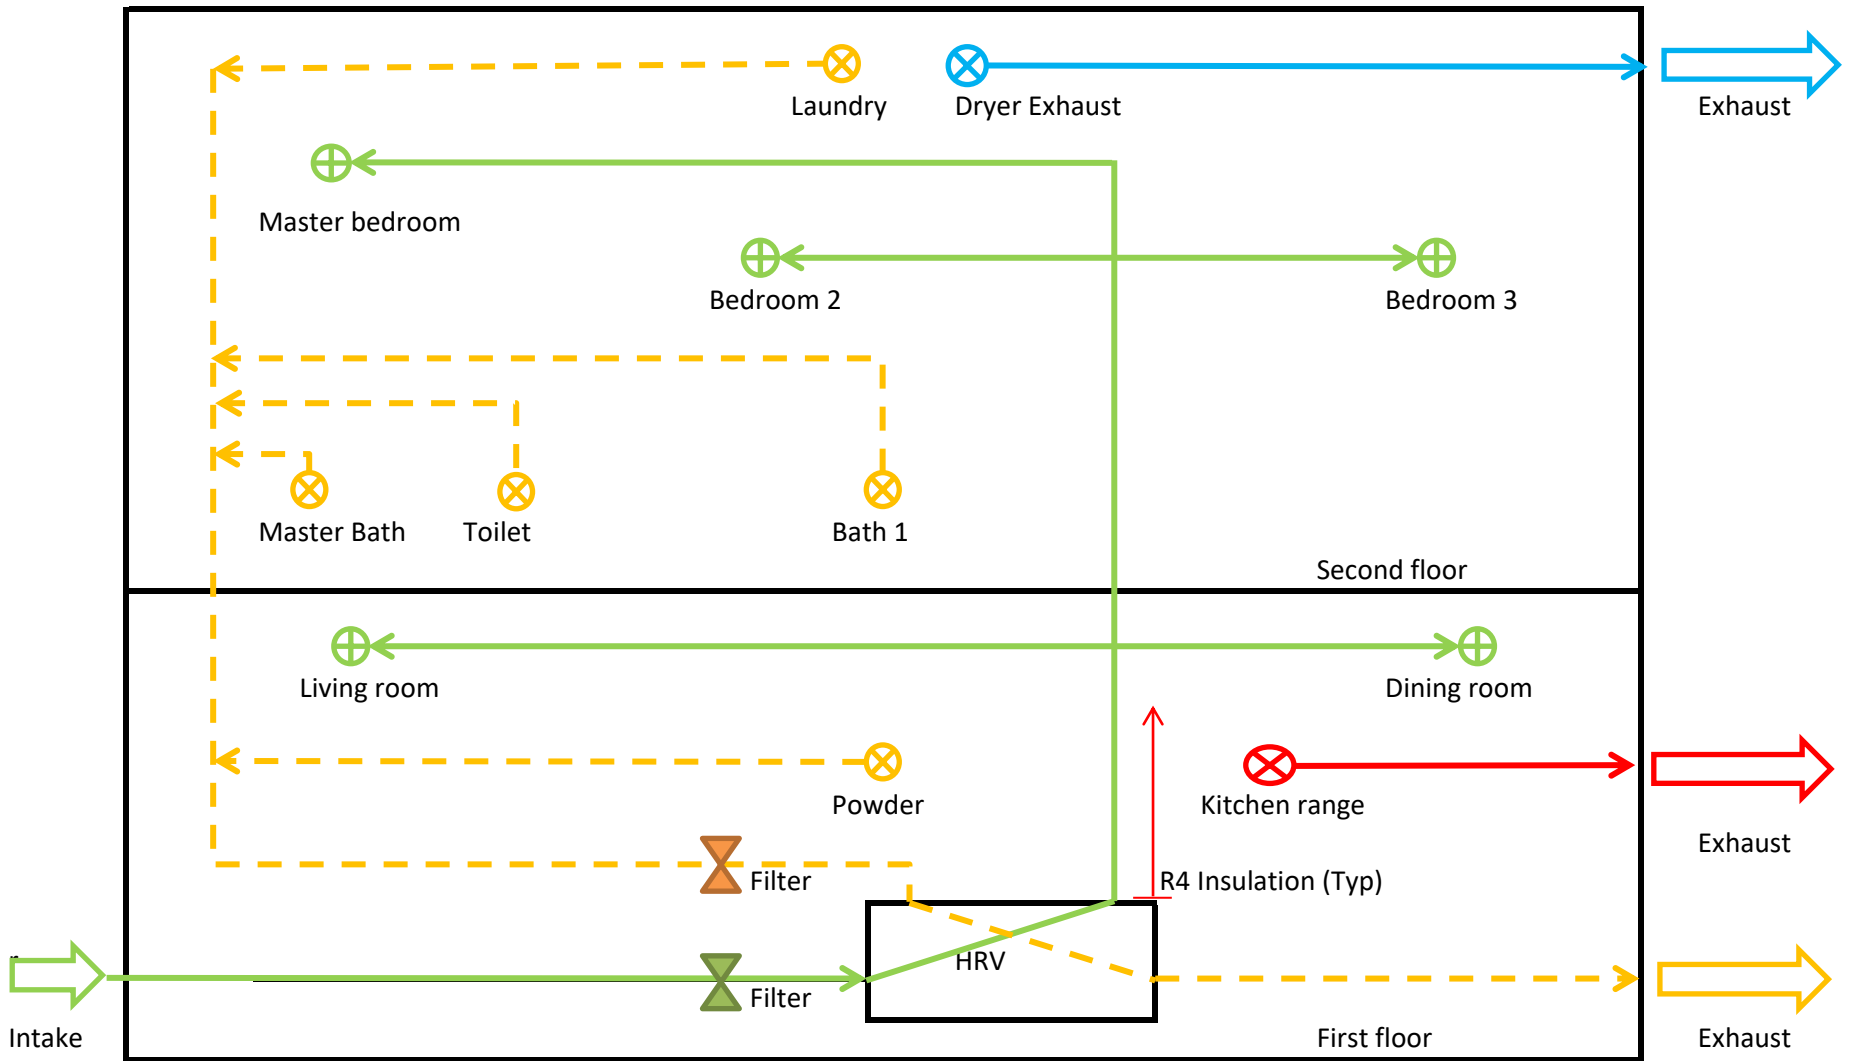 Laundry
Dryer Exhaust
Exhaust
Master bedroom
Bedroom 2
Bedroom 3
Master Bath
Toilet
Bath 1
Second floor
Living room
Dining room
Powder
Kitchen range
Exhaust
Filter
R4 Insulation (Typ)
HRV
Filter
Intake
First floor
Exhaust